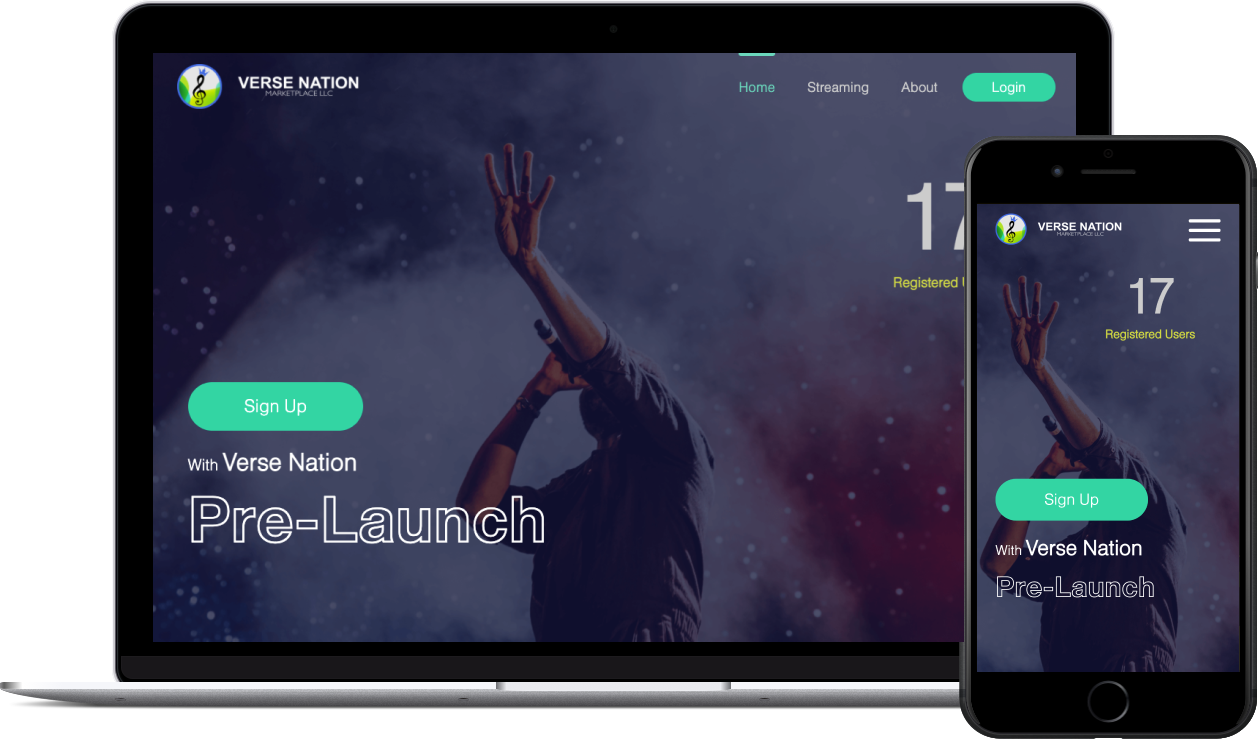 VERSE NATION
MARKETPLACE LLC
Home Streaming About Login
17
Registered
Sign Up
With Verse Nation
Pre-Launch
VERSE NATION
MARKETPLACE LLC
17
Registered Users
Sign Up
With Verse Nation
Pre-Launch